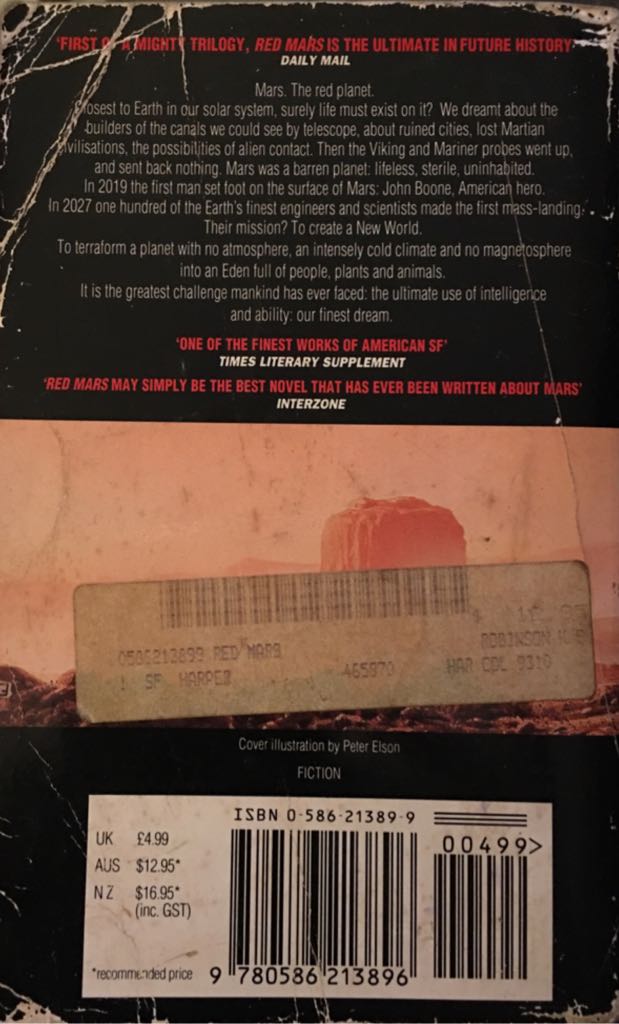 'FIRST OF A MIGHTY TRILOGY, RED MARS IS THE ULTIMATE IN FUTURE HISTORY'
DAILY MAIL
Mars. The red planet.
Closest to Earth in our solar system, surely life must exist on it? We dreamt about the
builders of the canals we could see by telescope, about ruined cities, lost Martian
civilisations, the possibilities of alien contact. Then the Viking and Mariner probes went up,
and sent back nothing. Mars was a barren planet: lifeless, sterile, uninhabited.
In 2019 the first man set foot on the surface of Mars: John Boone, American hero.
In 2027 one hundred of the Earth's finest engineers and scientists made the first mass-landing.
Their mission? To create a New World.
To terraform a planet with no atmosphere, an intensely cold climate and no magnetosphere
into an Eden full of people, plants and animals.
It is the greatest challenge mankind has ever faced: the ultimate use of intelligence
and ability: our finest dream.
'ONE OF THE FINEST WORKS OF AMERICAN SF'
TIMES LITERARY SUPPLEMENT
'RED MARS MAY SIMPLY BE THE BEST NOVEL THAT HAS EVER BEEN WRITTEN ABOUT MARS'
INTERZONE
RED MARS ROBINSON K S
SF HARPER 465970 HAR COL 9310
Cover illustration by Peter Elson
FICTION
ISBN 0-586-21389-9
UK £4.99
AUS $12.95*
NZ $16.95*
(inc. GST)
*recommended price
00499>
9 780586 213896